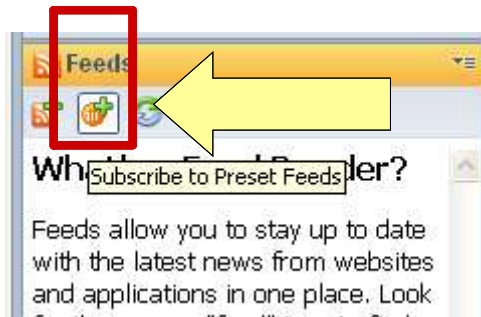 Feeds
Subscribe to Preset Feeds
Feeds allow you to stay up to date
with the latest news from websites
and applications in one place. Look